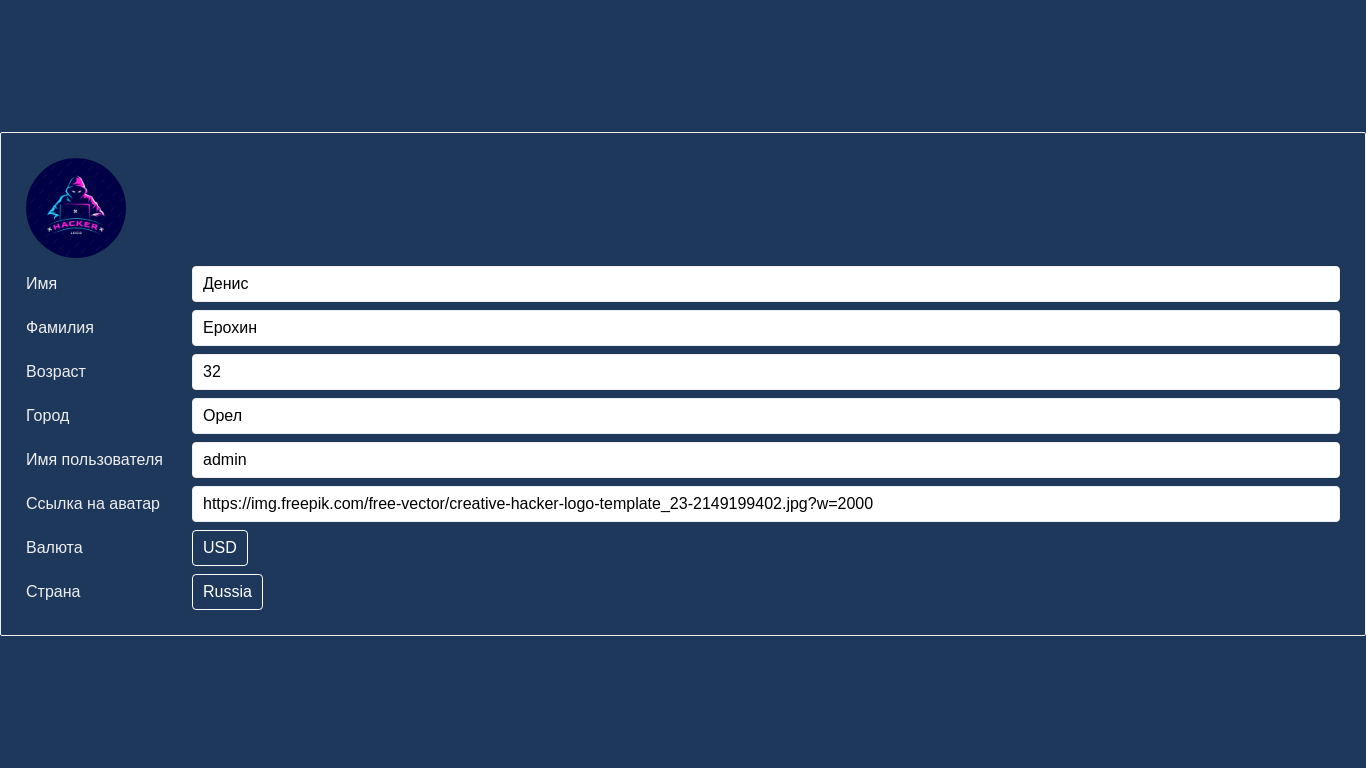 HACKER
LOGO
Имя Денис
Фамилия Ерохин
Возраст 32
Город Орел
Имя пользователя admin
Ссылка на аватар https://img.freepik.com/free-vector/creative-hacker-logo-template_23-2149199402.jpg?w=2000
Валюта USD
Страна Russia